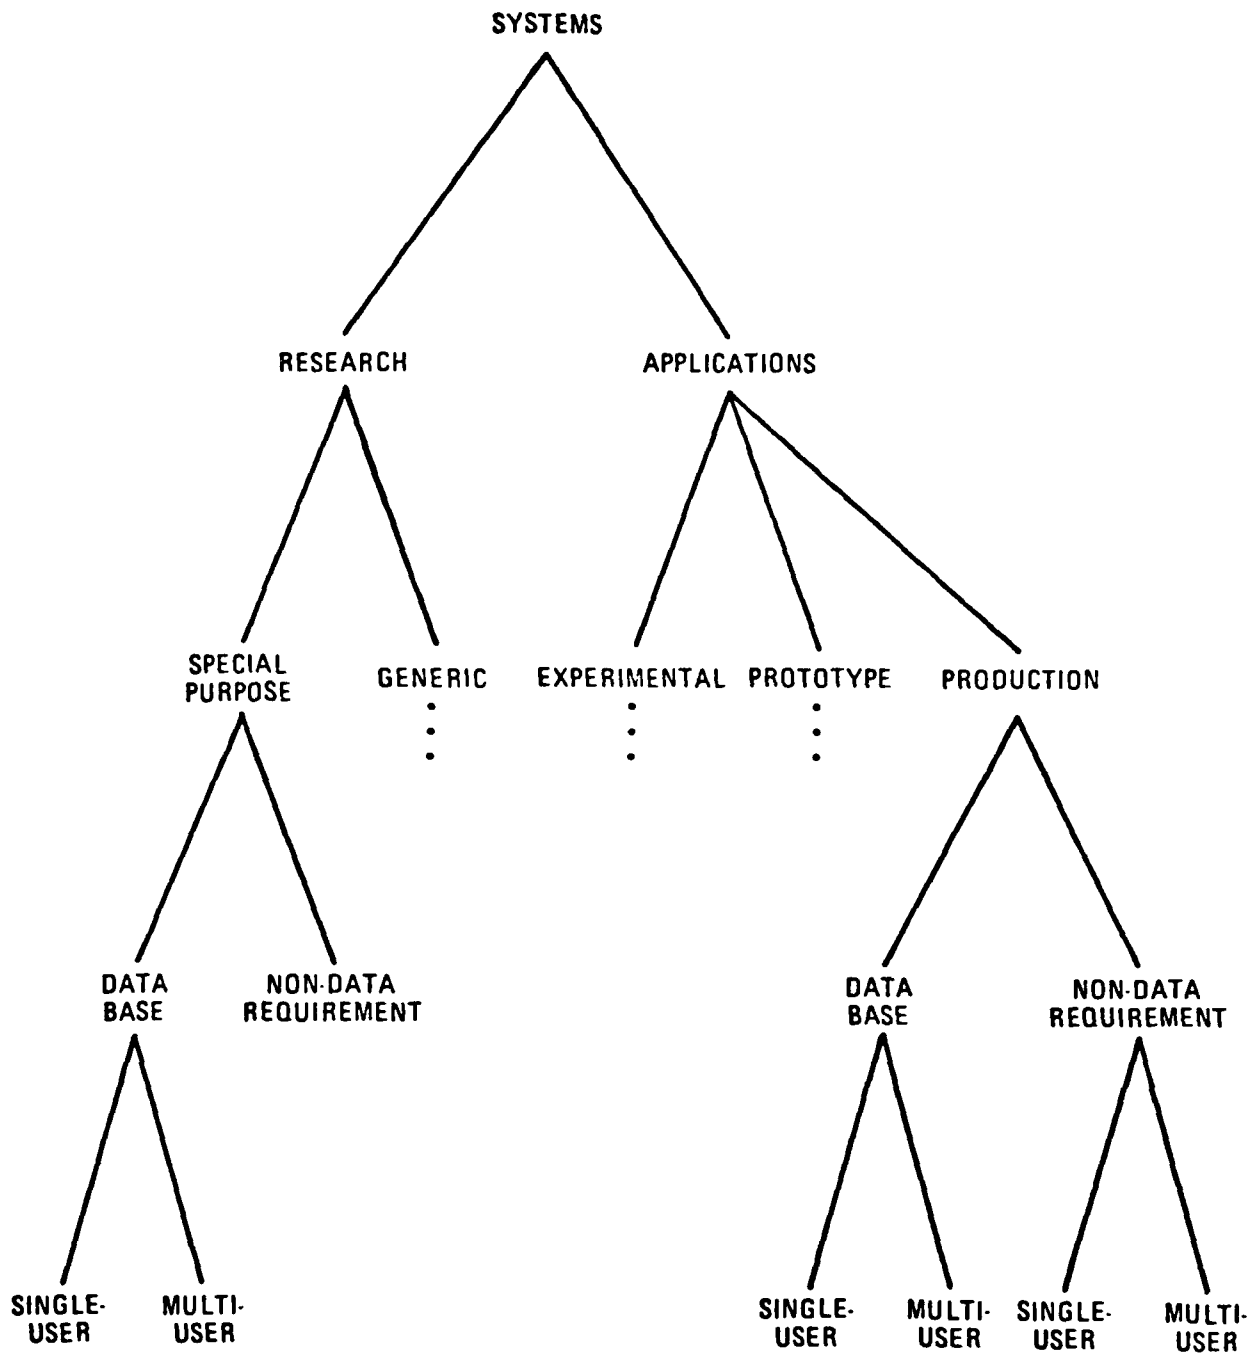 SYSTEMS
RESEARCH
APPLICATIONS
SPECIAL
PURPOSE
GENERIC
EXPERIMENTAL
PROTOTYPE
PRODUCTION
DATA
BASE
NON-DATA
REQUIREMENT
DATA
BASE
NON-DATA
REQUIREMENT
SINGLE-
USER
MULTI-
USER
SINGLE-
USER
MULTI-
USER
SINGLE-
USER
MULTI-
USER